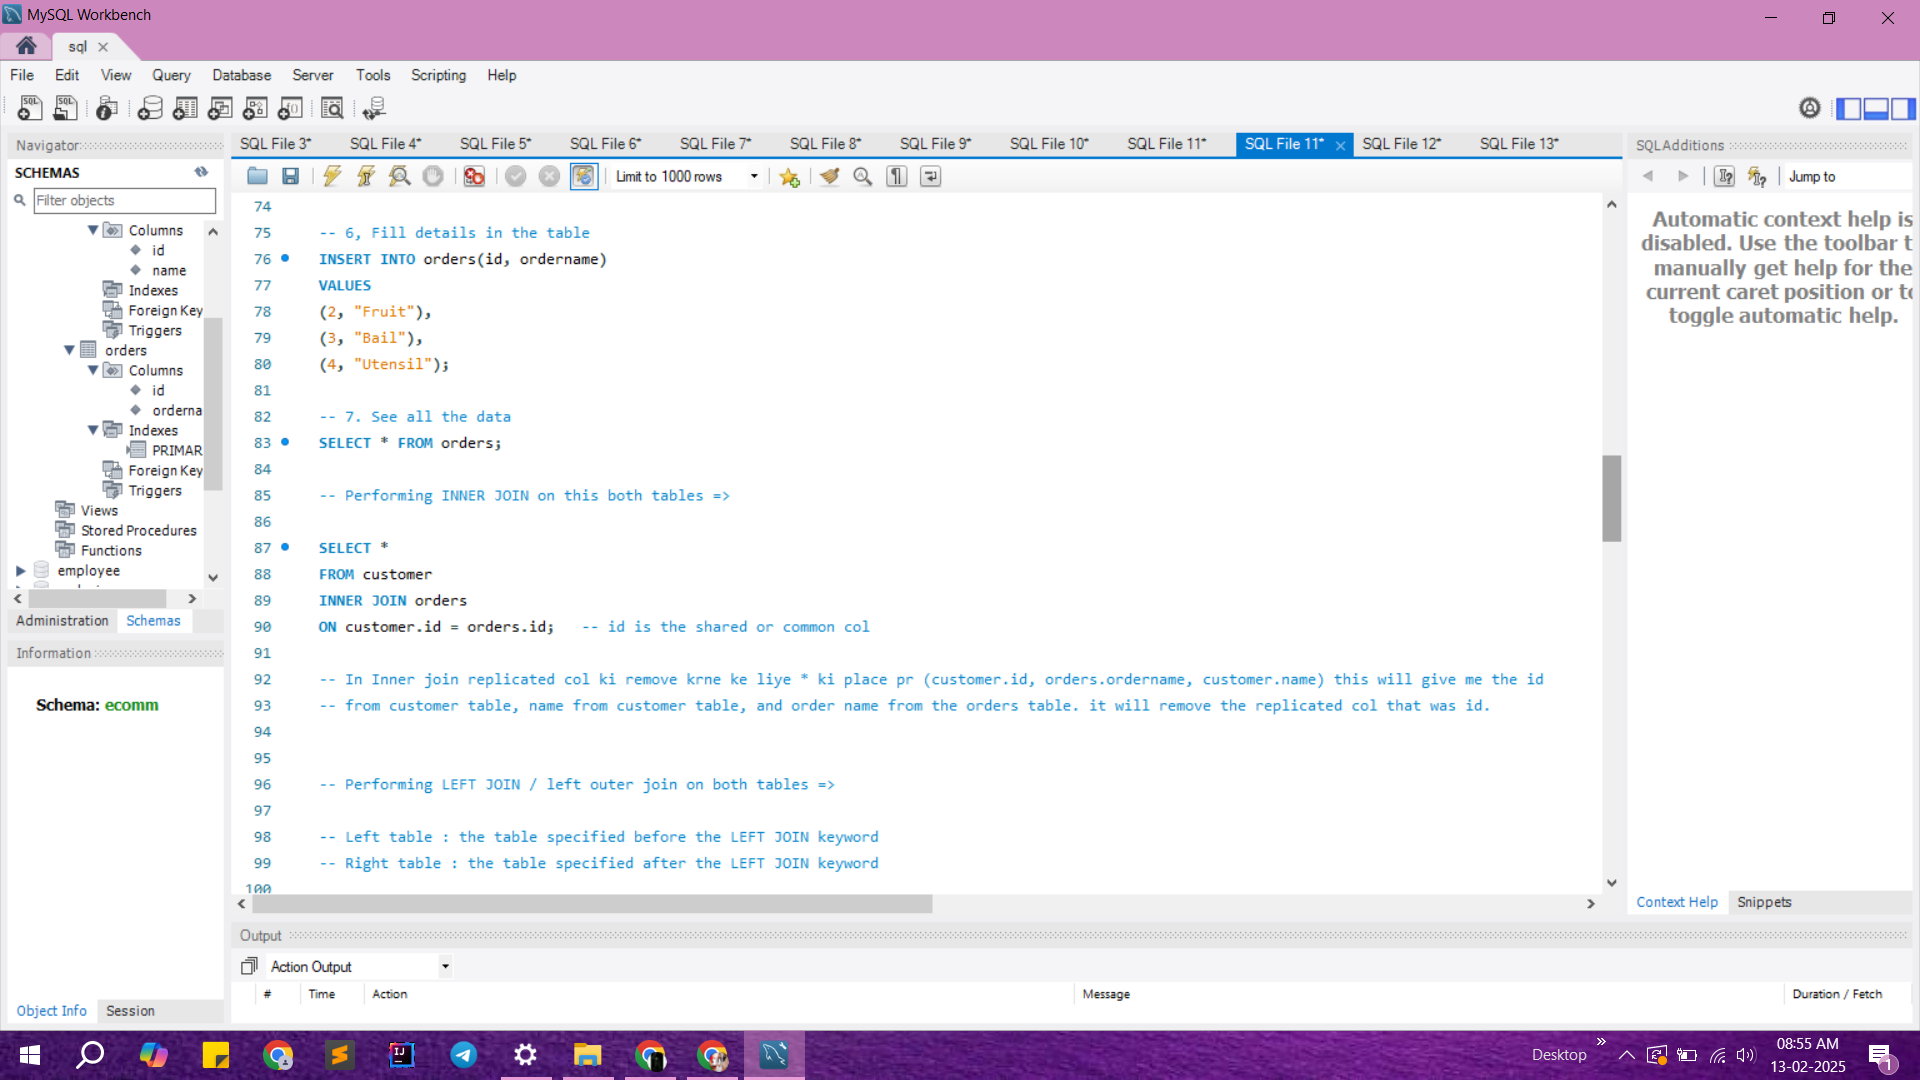 MySQL Workbench
sql
File Edit View Query Database Server Tools Scripting Help
Navigator
SCHEMAS
Filter objects
Columns
id
name
Indexes
Foreign Key
Triggers
orders
Columns
id
orderna
Indexes
PRIMAR
Foreign Key
Triggers
Views
Stored Procedures
Functions
employee
Administration Schemas
Information
Schema: ecomm
Object Info Session
SQL File 3* SQL File 4* SQL File 5* SQL File 6* SQL File 7* SQL File 8* SQL File 9* SQL File 10* SQL File 11* SQL File 11* SQL File 12* SQL File 13*
Limit to 1000 rows
74
75 -- 6, Fill details in the table
76 INSERT INTO orders(id, ordername)
77 VALUES
78 (2, "Fruit"),
79 (3, "Bail"),
80 (4, "Utensil");
81
82 -- 7. See all the data
83 SELECT * FROM orders;
84
85 -- Performing INNER JOIN on this both tables =>
86
87 SELECT *
88 FROM customer
89 INNER JOIN orders
90 ON customer.id = orders.id; -- id is the shared or common col
91
92 -- In Inner join replicated col ki remove krne ke liye * ki place pr (customer.id, orders.ordername, customer.name) this will give me the id
93 -- from customer table, name from customer table, and order name from the orders table. it will remove the replicated col that was id.
94
95
96 -- Performing LEFT JOIN / left outer join on both tables =>
97
98 -- Left table : the table specified before the LEFT JOIN keyword
99 -- Right table : the table specified after the LEFT JOIN keyword
100
Output
Action Output
# Time Action Message Duration / Fetch
SQLAdditions
Jump to
Automatic context help is
disabled. Use the toolbar t
manually get help for the
current caret position or to
toggle automatic help.
Context Help Snippets
Desktop
08:55 AM
13-02-2025
1